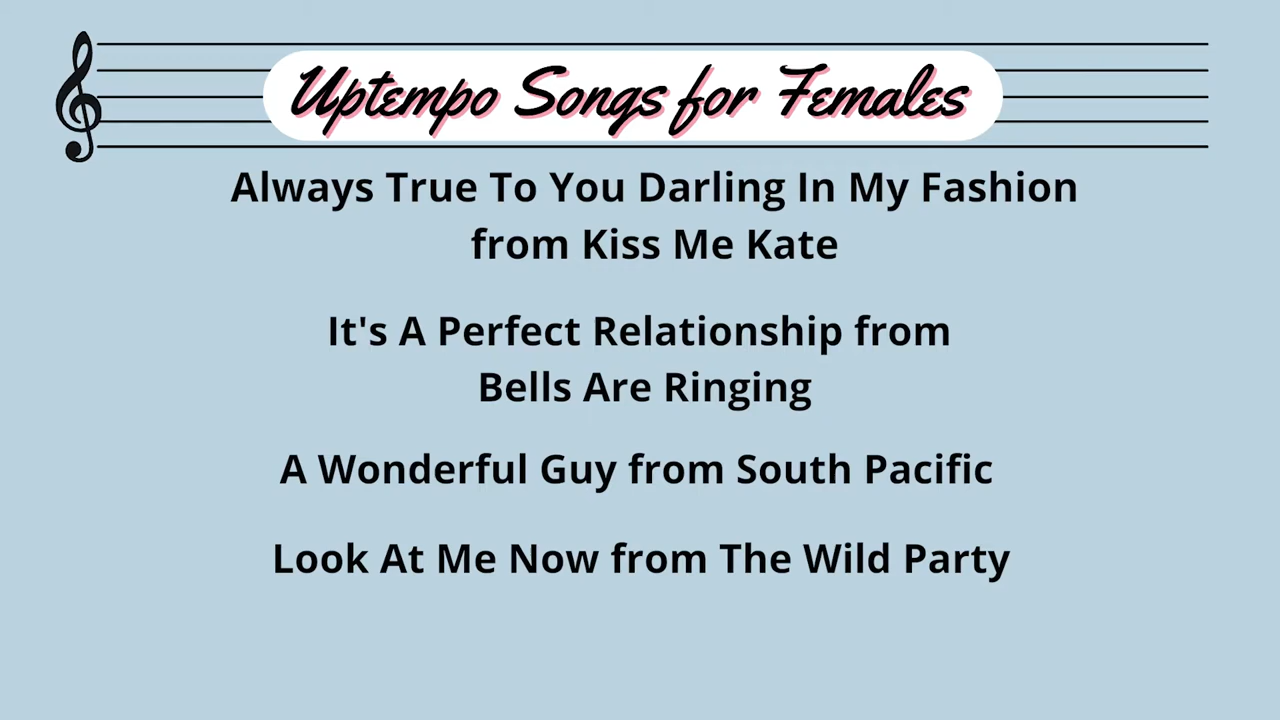 Uptempo Songs for Females
Always True To You Darling In My Fashion
from Kiss Me Kate
It's A Perfect Relationship from
Bells Are Ringing
A Wonderful Guy from South Pacific
Look At Me Now from The Wild Party